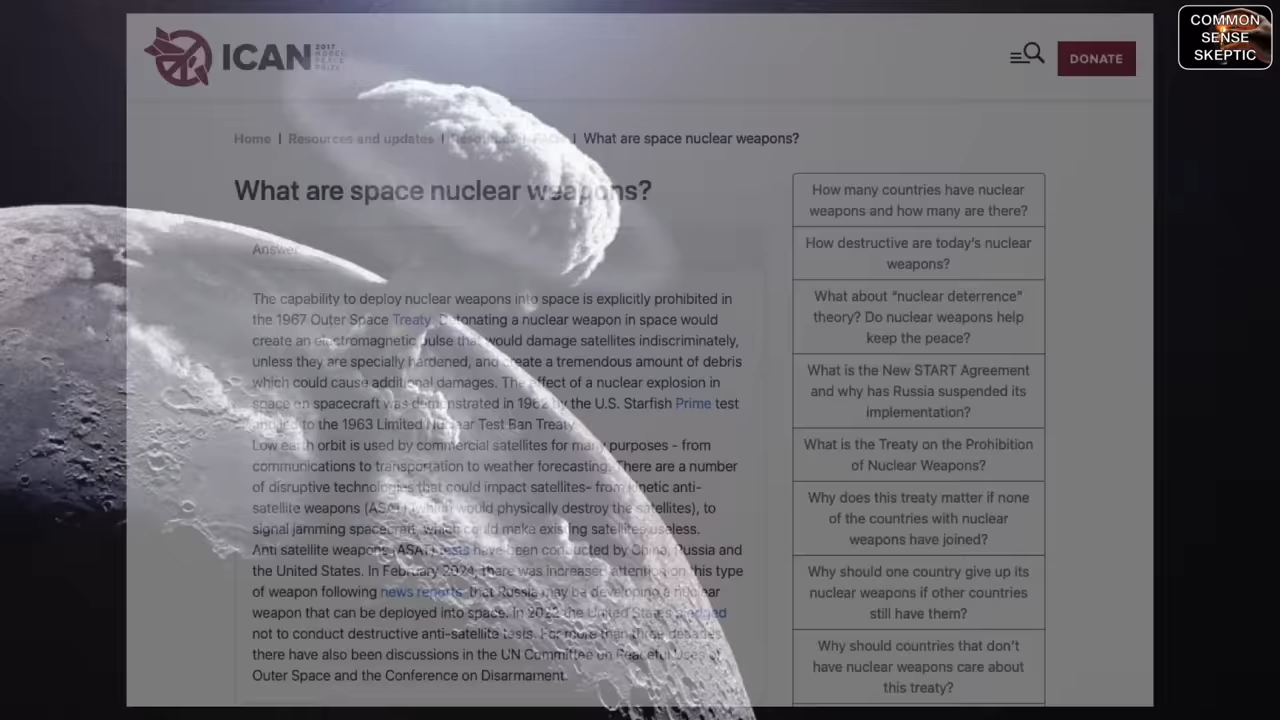 COMMON
SENSE
SKEPTIC
ICAN
2017
NOBEL
PEACE
PRIZE
DONATE
Home | Resources and updates | | | What are space nuclear weapons?
What are space nuclear weapons?
Answer
The capability to deploy nuclear weapons into space is explicitly prohibited in
the 1967 Outer Space Treaty. Detonating a nuclear weapon in space would
create an electromagnetic pulse that would damage satellites indiscriminately,
unless they are specially hardened, and create a tremendous amount of debris
which could cause additional damages. The effect of a nuclear explosion in
space on spacecraft was demonstrated in 1962 by the U.S. Starfish Prime test
and led to the 1963 Limited Nuclear Test Ban Treaty.
Low earth orbit is used by commercial satellites for many purposes - from
communications to transportation to weather forecasting. There are a number
of disruptive technologies that could impact satellites- from kinetic anti-
satellite weapons (ASAT) (which would physically destroy the satellites), to
signal jamming spacecraft, which could make existing satellites useless.
Anti satellite weapons (ASAT) tests have been conducted by China, Russia and
the United States. In February 2024, there was increased attention on this type
of weapon following news reports that Russia may be developing a nuclear
weapon that can be deployed into space. In 2022 the United States pledged
not to conduct destructive anti-satellite tests. For more than three decades
there have also been discussions in the UN Committee on Peaceful Uses of
Outer Space and the Conference on Disarmament.
How many countries have nuclear
weapons and how many are there?
How destructive are today's nuclear
weapons?
What about “nuclear deterrence”
theory? Do nuclear weapons help
keep the peace?
What is the New START Agreement
and why has Russia suspended its
implementation?
What is the Treaty on the Prohibition
of Nuclear Weapons?
Why does this treaty matter if none
of the countries with nuclear
weapons have joined?
Why should one country give up its
nuclear weapons if other countries
still have them?
Why should countries that don't
have nuclear weapons care about
this treaty?